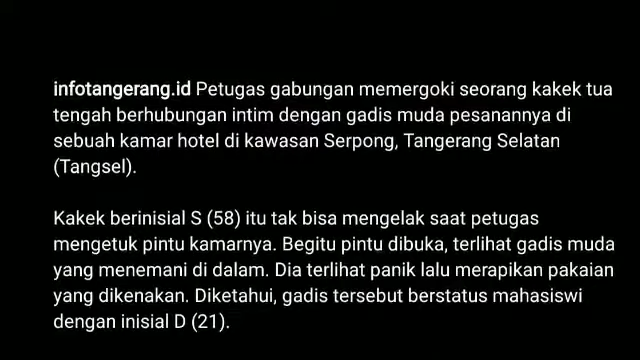 infotangerang.id Petugas gabungan memergoki seorang kakek tua
tengah berhubungan intim dengan gadis muda pesanannya di
sebuah kamar hotel di kawasan Serpong, Tangerang Selatan
(Tangsel).
Kakek berinisial S (58) itu tak bisa mengelak saat petugas
mengetuk pintu kamarnya. Begitu pintu dibuka, terlihat gadis muda
yang menemani di dalam. Dia terlihat panik lalu merapikan pakaian
yang dikenakan. Diketahui, gadis tersebut berstatus mahasiswi
dengan inisial D (21).